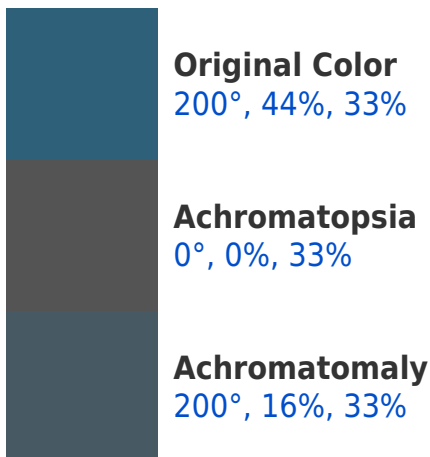 Original Color
200°, 44%, 33%
Achromatopsia
0°, 0%, 33%
Achromatomaly
200°, 16%, 33%